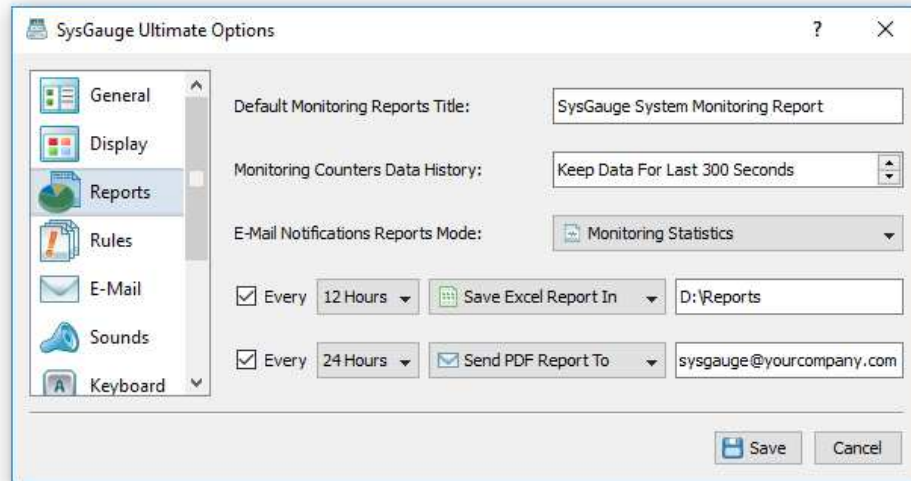 SysGauge Ultimate Options
?
General
Display
Reports
Rules
E-Mail
Sounds
Keyboard
Default Monitoring Reports Title: SysGauge System Monitoring Report
Monitoring Counters Data History: Keep Data For Last 300 Seconds
E-Mail Notifications Reports Mode: Monitoring Statistics
Every 12 Hours Save Excel Report In D:\Reports
Every 24 Hours Send PDF Report To sysgauge@yourcompany.com
Save Cancel